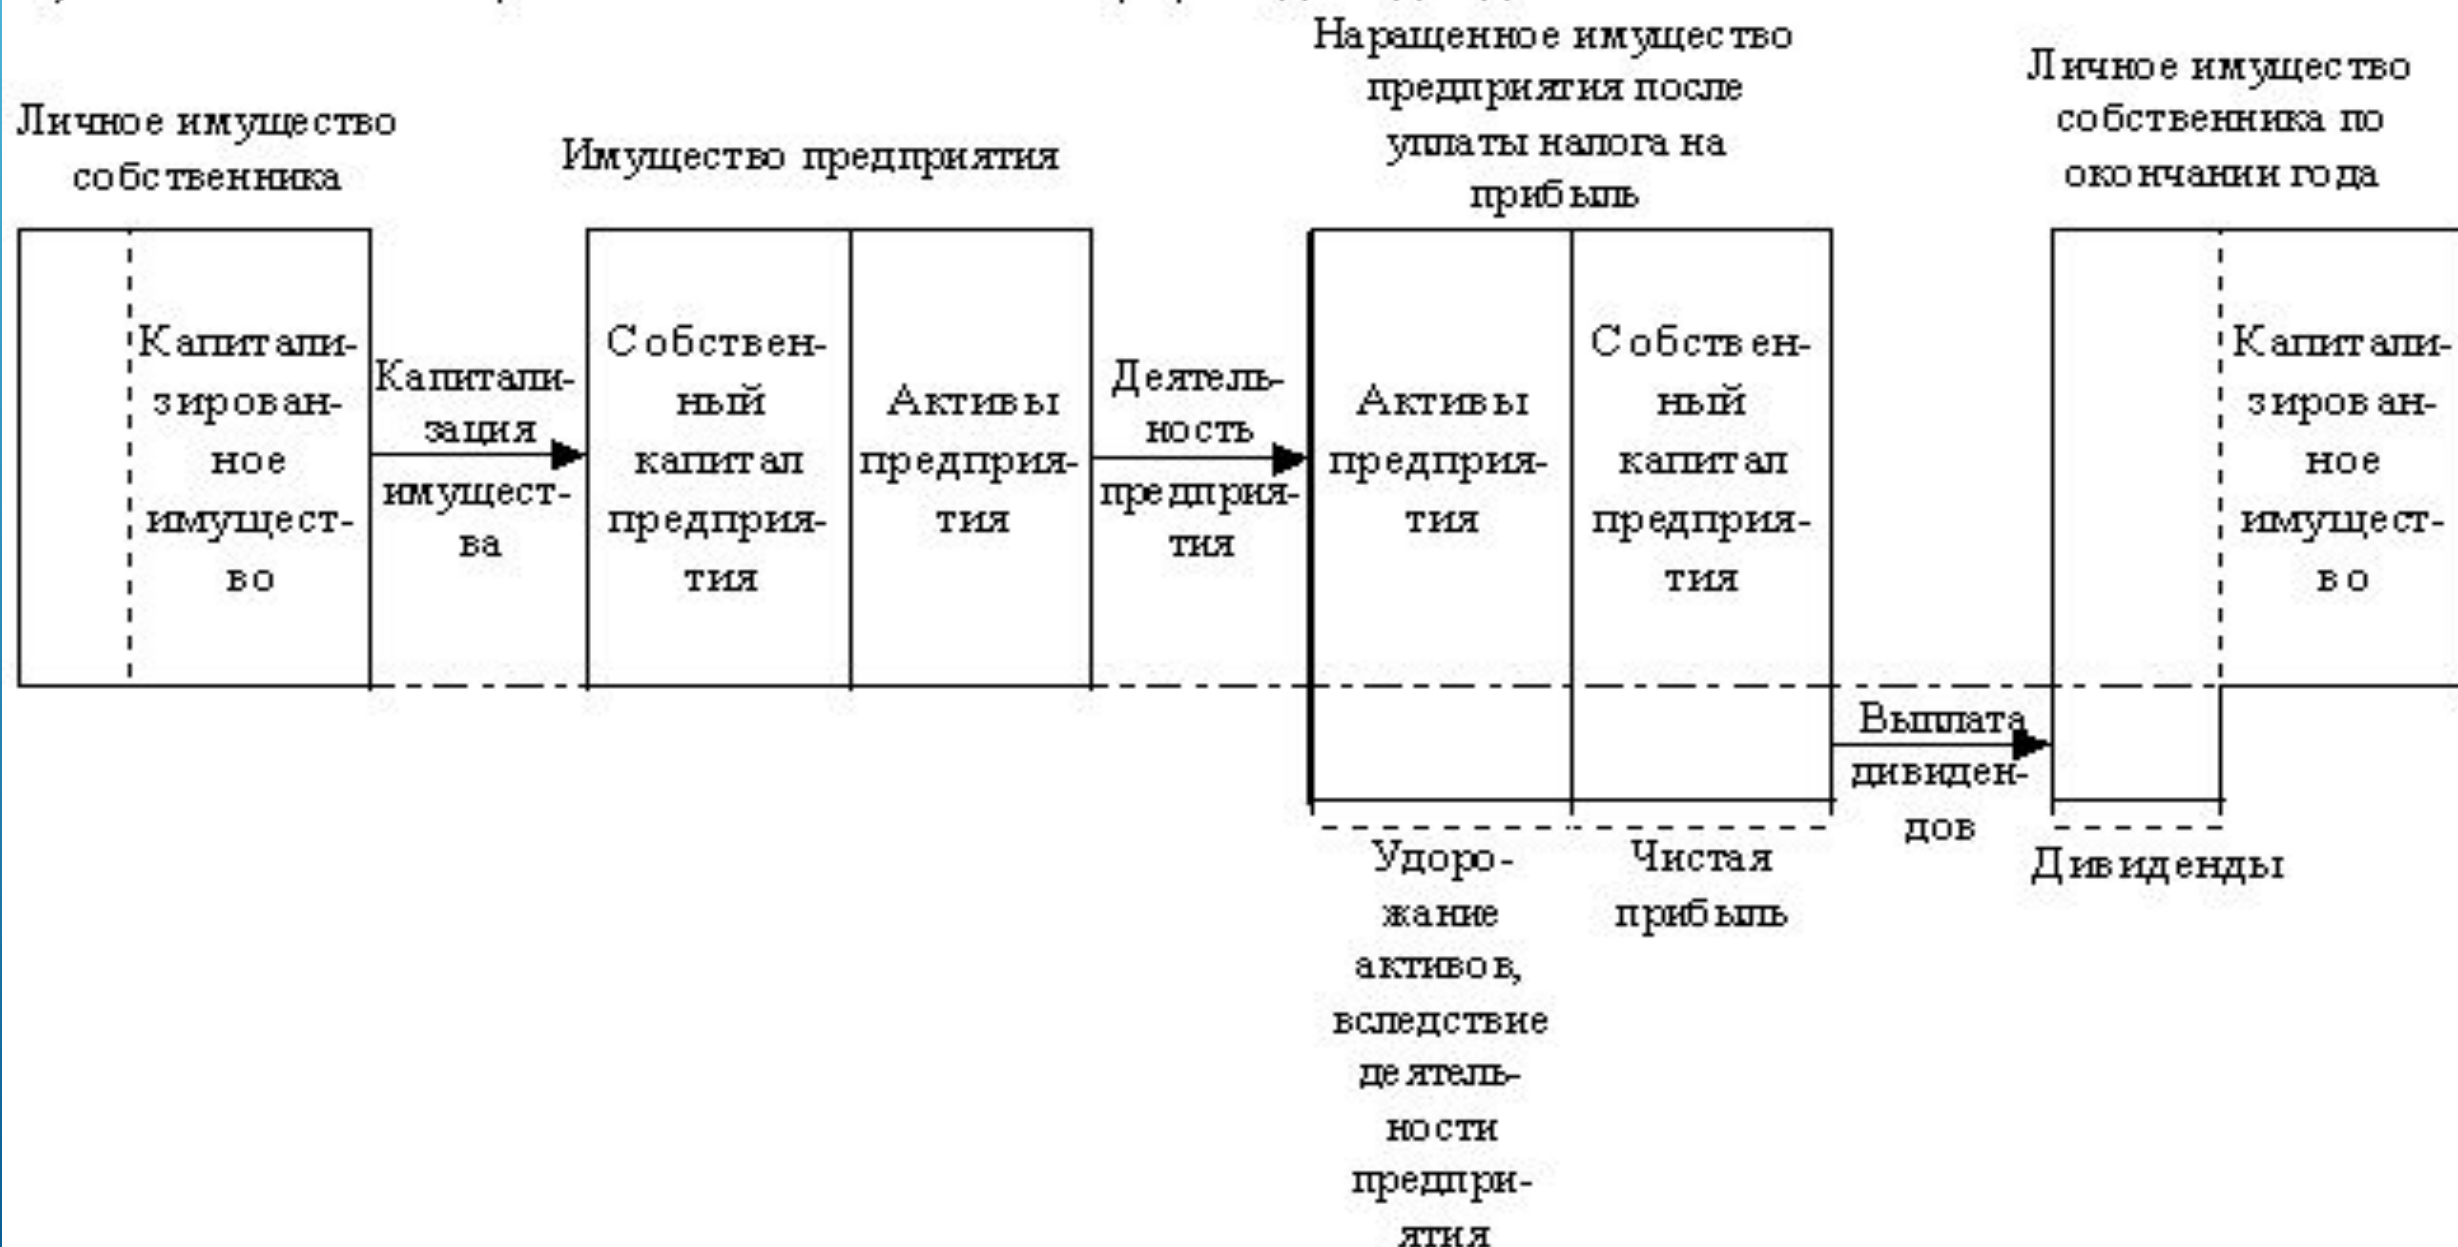 Личное имущество
собственника
Имущество предприятия
Наращенное имущество
предприятия после
уплаты налога на
прибыль
Личное имущество
собственника по
окончании года
Капитали-
зирован-
ное
имущест-
во
Капитали-
зация
имущест-
ва
Собствен-
ный
капитал
предприя-
тия
Активы
предприя-
тия
Деятель-
ность
предприя-
тия
Активы
предприя-
тия
Собствен-
ный
капитал
предприя-
тия
Капитали-
зирован-
ное
имущест-
во
Выплата
дивиден-
дов
Удоро-
жание
активов,
вследствие
деятель-
ности
предпри-
ятия
Чистая
прибыль
Дивиденды